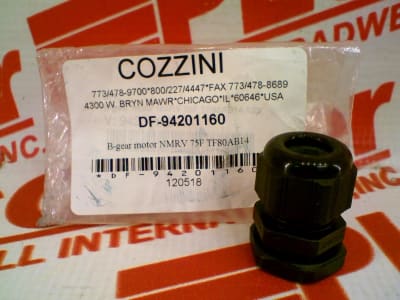 COZZINI
773/478-9700*800/227/4447*FAX 773/478-8689
4300 W. BRYN MAWR*CHICAGO*IL*60646*USA
DF-94201160
B-gear motor NMRV 75F TF80AB14
*DF-94201160
120518